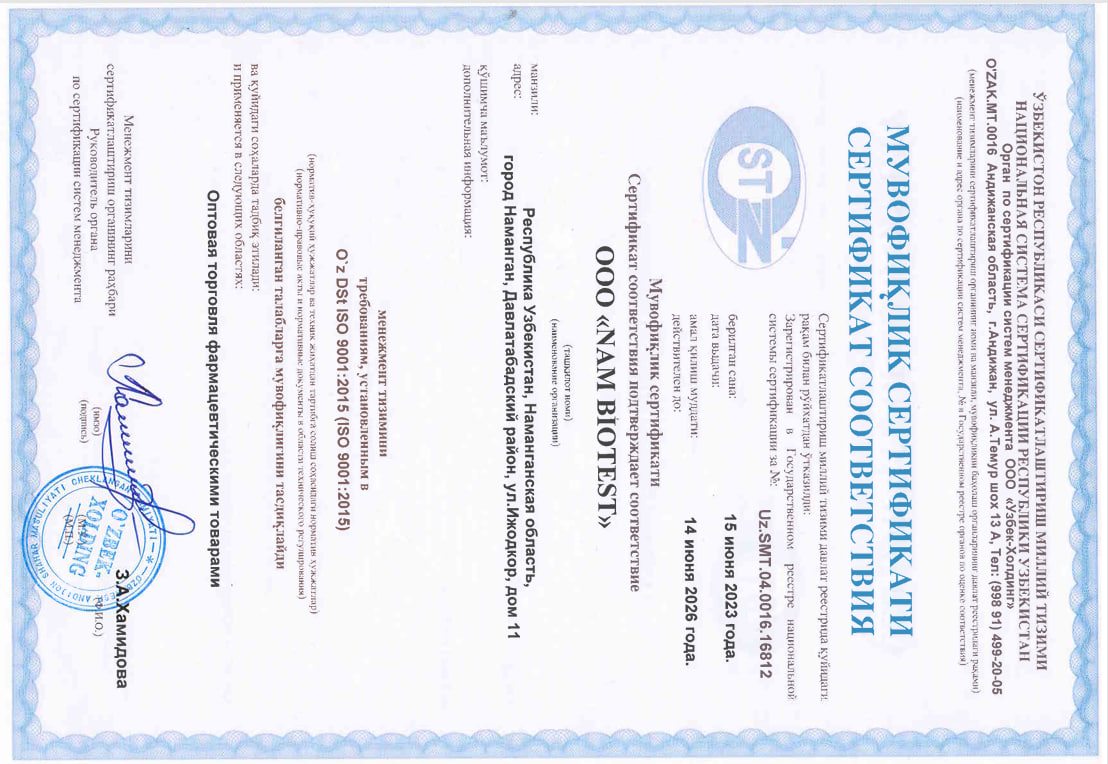 ЎЗБЕКИСТОН РЕСПУБЛИКАСИ СЕРТИФИКАТЛАШТИРИШ МИЛЛИЙ ТИЗИМИ
НАЦИОНАЛЬНАЯ СИСТЕМА СЕРТИФИКАЦИИ РЕСПУБЛИКИ УЗБЕКИСТАН
Орган по сертификации систем менеджмента ООО «Узбек-Холдинг»
O'ZAK.MT.0016 Андижанская область, г.Андижан, ул. А.Темур шох 13 А, Тел: (998 91) 499-20-05
(менежмент тизимларини сертификатлаштириш органининг номи ва манзили, мувофиқликни баҳолаш органларининг давлат реестридаги рақами)
(наименование и адрес органа по сертификации систем менеджмента, № в Государственном реестре органов по оценке соответствия)
МУВОФИҚЛИК СЕРТИФИКАТИ
СЕРТИФИКАТ СООТВЕТСТВИЯ
STZ
Сертификатлаштириш миллий тизими давлат реестрида қуйидаги
рақам билан рўйхатдан ўтказилди:
Зарегистрирован в Государственном реестре национальной
системы сертификации за №: Uz.SMT.04.0016.16812
берилган сана:
дата выдачи: 15 июня 2023 года.
амал қилиш муддати:
действителен до: 14 июня 2026 года.
Мувофиқлик сертификати
Сертификат соответствия подтверждает соответствие
ООО «NAM BİOTEST»
(ташкилот номи)
(наименование организации)
манзили: Республика Узбекистан, Наманганская область,
адрес: город Наманган, Давлатабадский район, ул.Ижодкор, дом 11
қўшимча маълумот:
дополнительная информация:
менежмент тизимини
требованиям, установленным в
O`z DSt ISO 9001:2015 (ISO 9001:2015)
(норматив-ҳуқуқий ҳужжатлар ва техник жиҳатдан тартибга солиш соҳасидаги норматив ҳужжатлар)
(нормативно-правовые акты и нормативные документы в области технического регулирования)
белгиланган талабларга мувофиқлигини тасдиқлайди
ва қуйидаги соҳаларда тадбиқ этилади:
и применяется в следующих областях:
Оптовая торговля фармацевтическими товарами
Менежмент тизимларини
сертификатлаштириш органининг раҳбари
Руководитель органа
по сертификации систем менеджмента
(имзо)
(подпись)
O'ZBEK-
XOLDING
(М.П.)
З.А.Хамидова
(Ф.И.О.)